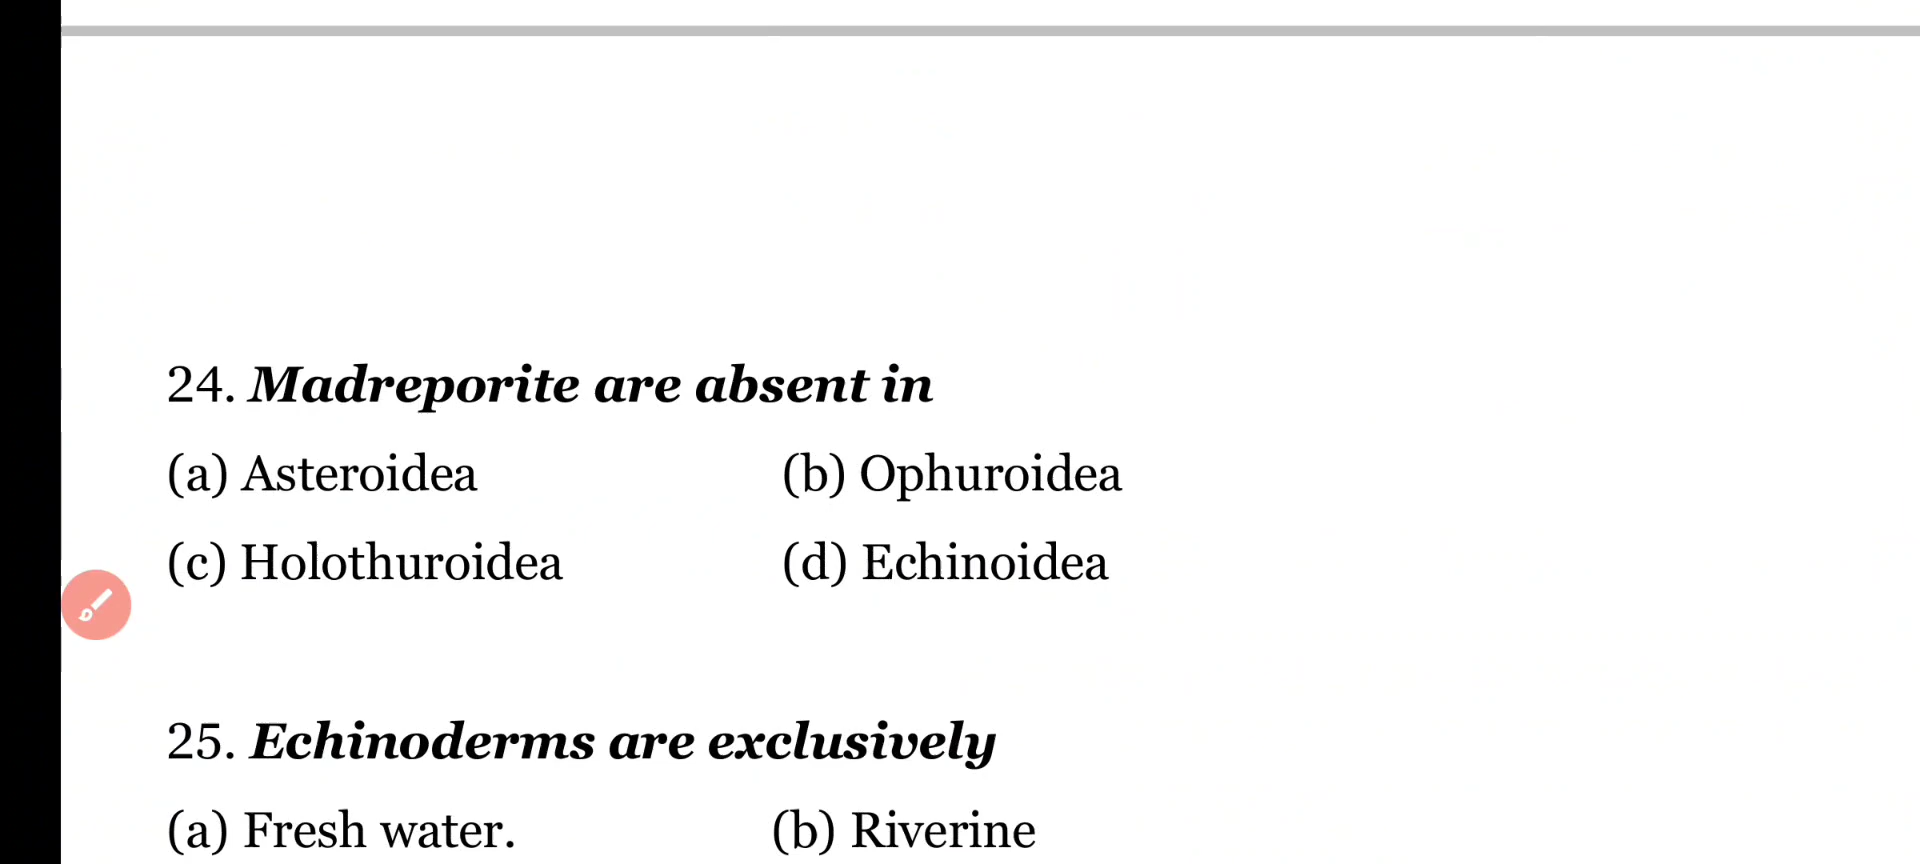 24. Madreporite are absent in
(a) Asteroidea (b) Ophuroidea
(c) Holothuroidea (d) Echinoidea
25. Echinoderms are exclusively
(a) Fresh water. (b) Riverine